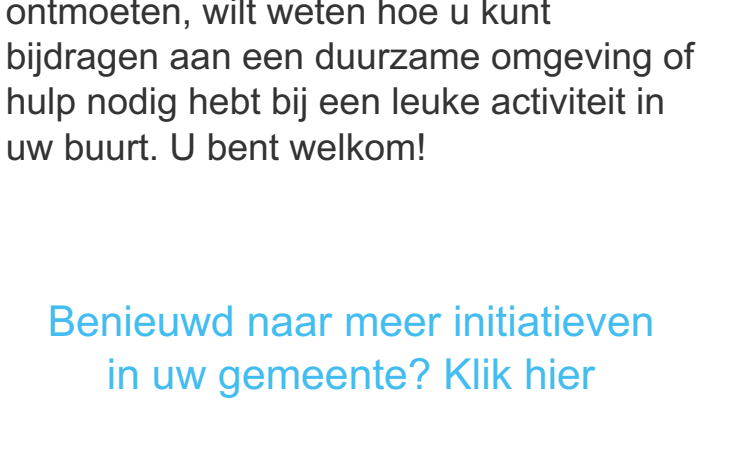 ontmoeten, wilt weten hoe u kunt
bijdragen aan een duurzame omgeving of
hulp nodig hebt bij een leuke activiteit in
uw buurt. U bent welkom!
Benieuwd naar meer initiatieven
in uw gemeente? Klik hier